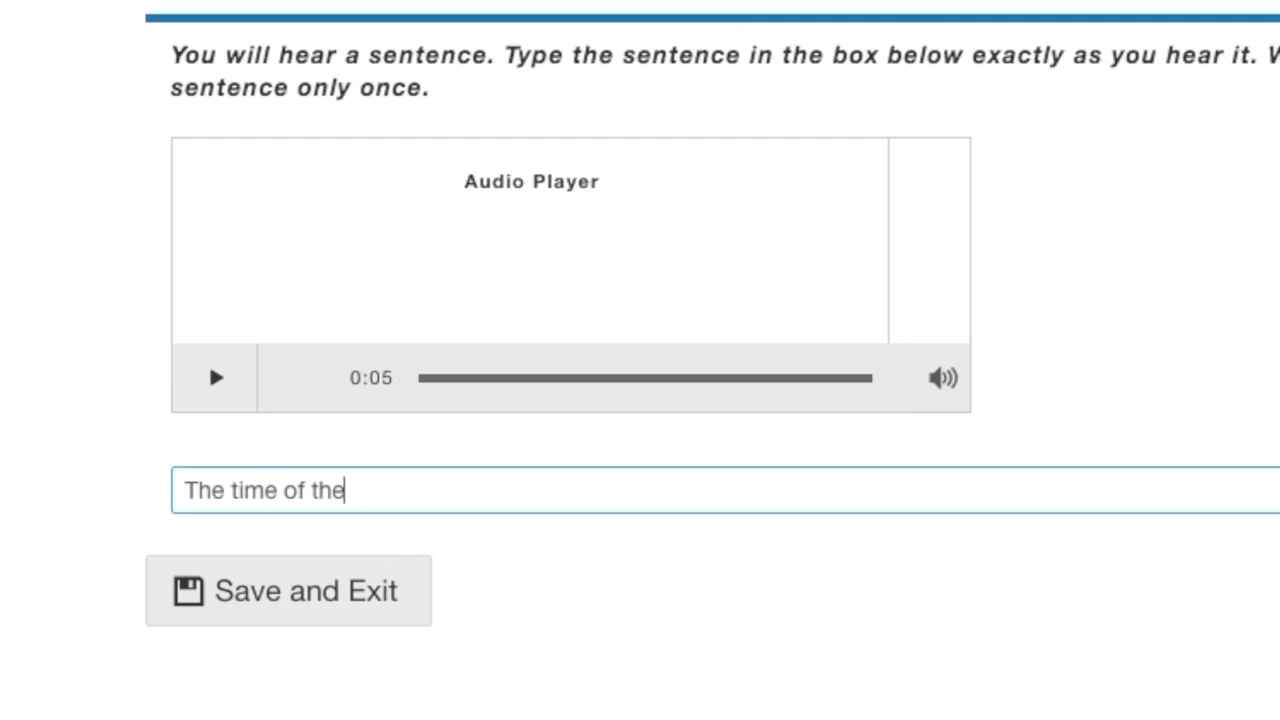 You will hear a sentence. Type the sentence in the box below exactly as you hear it.
sentence only once.
Audio Player
0:05
The time of the
Save and Exit